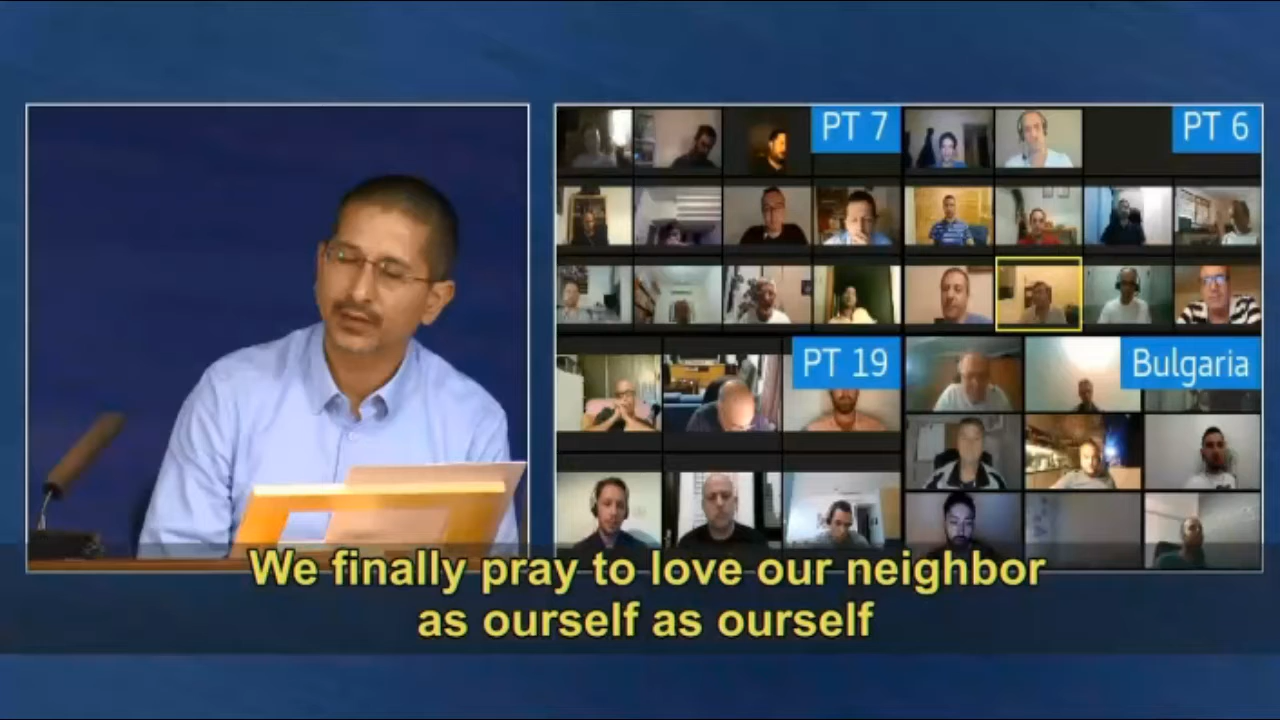 PT 7
PT 6
PT 19
Bulgaria
We finally pray to love our neighbor
as ourself as ourself